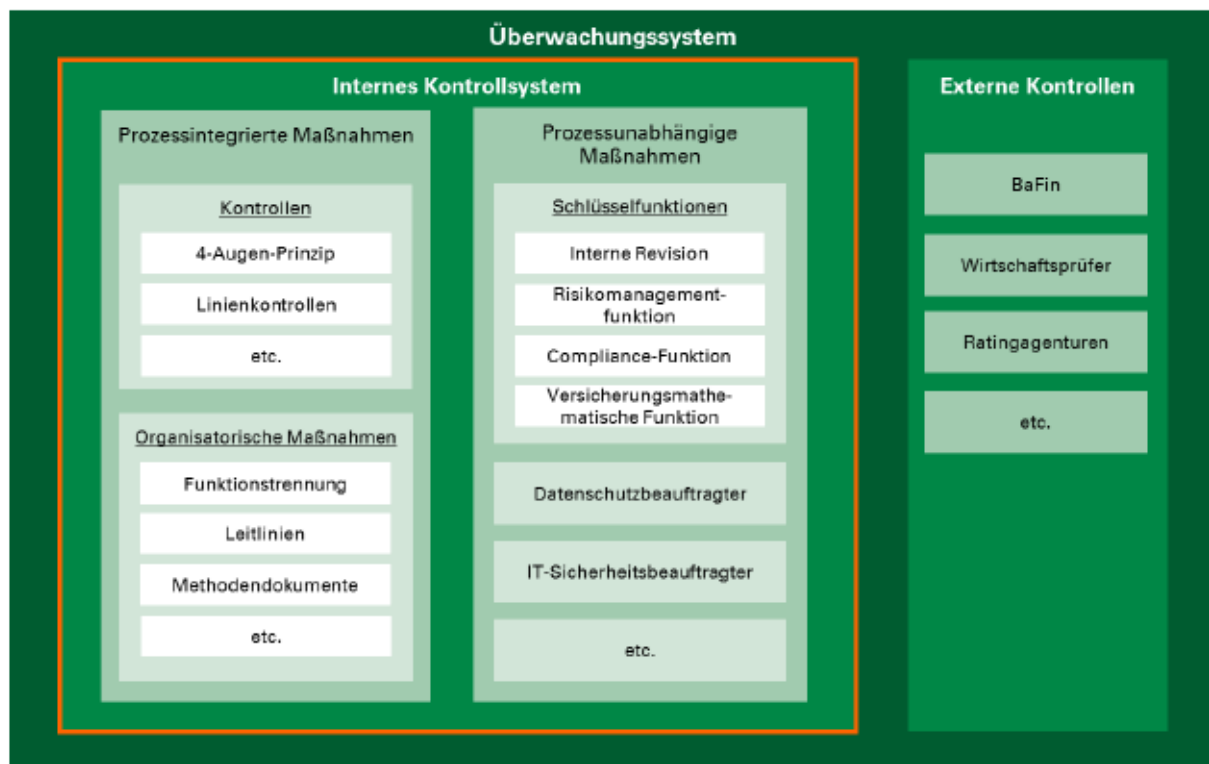 Überwachungssystem
Internes Kontrollsystem
Prozessintegrierte Maßnahmen
Kontrollen
4-Augen-Prinzip
Linienkontrollen
etc.
Organisatorische Maßnahmen
Funktionstrennung
Leitlinien
Methodendokumente
etc.
Prozessunabhängige
Maßnahmen
Schlüsselfunktionen
Interne Revision
Risikomanagement-
funktion
Compliance-Funktion
Versicherungsmathe-
matische Funktion
Datenschutzbeauftragter
IT-Sicherheitsbeauftragter
etc.
Externe Kontrollen
BaFin
Wirtschaftsprüfer
Ratingagenturen
etc.